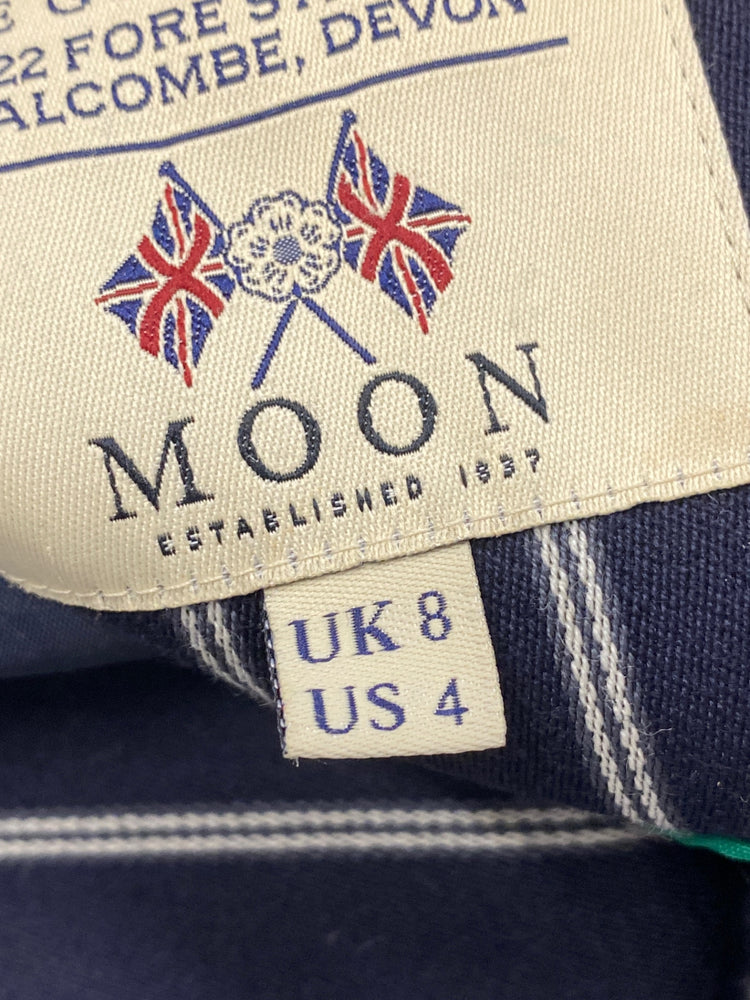 22 FORE
ALCOMBE, DEVON
MOON
ESTABLISHED 1837
UK 8
US 4